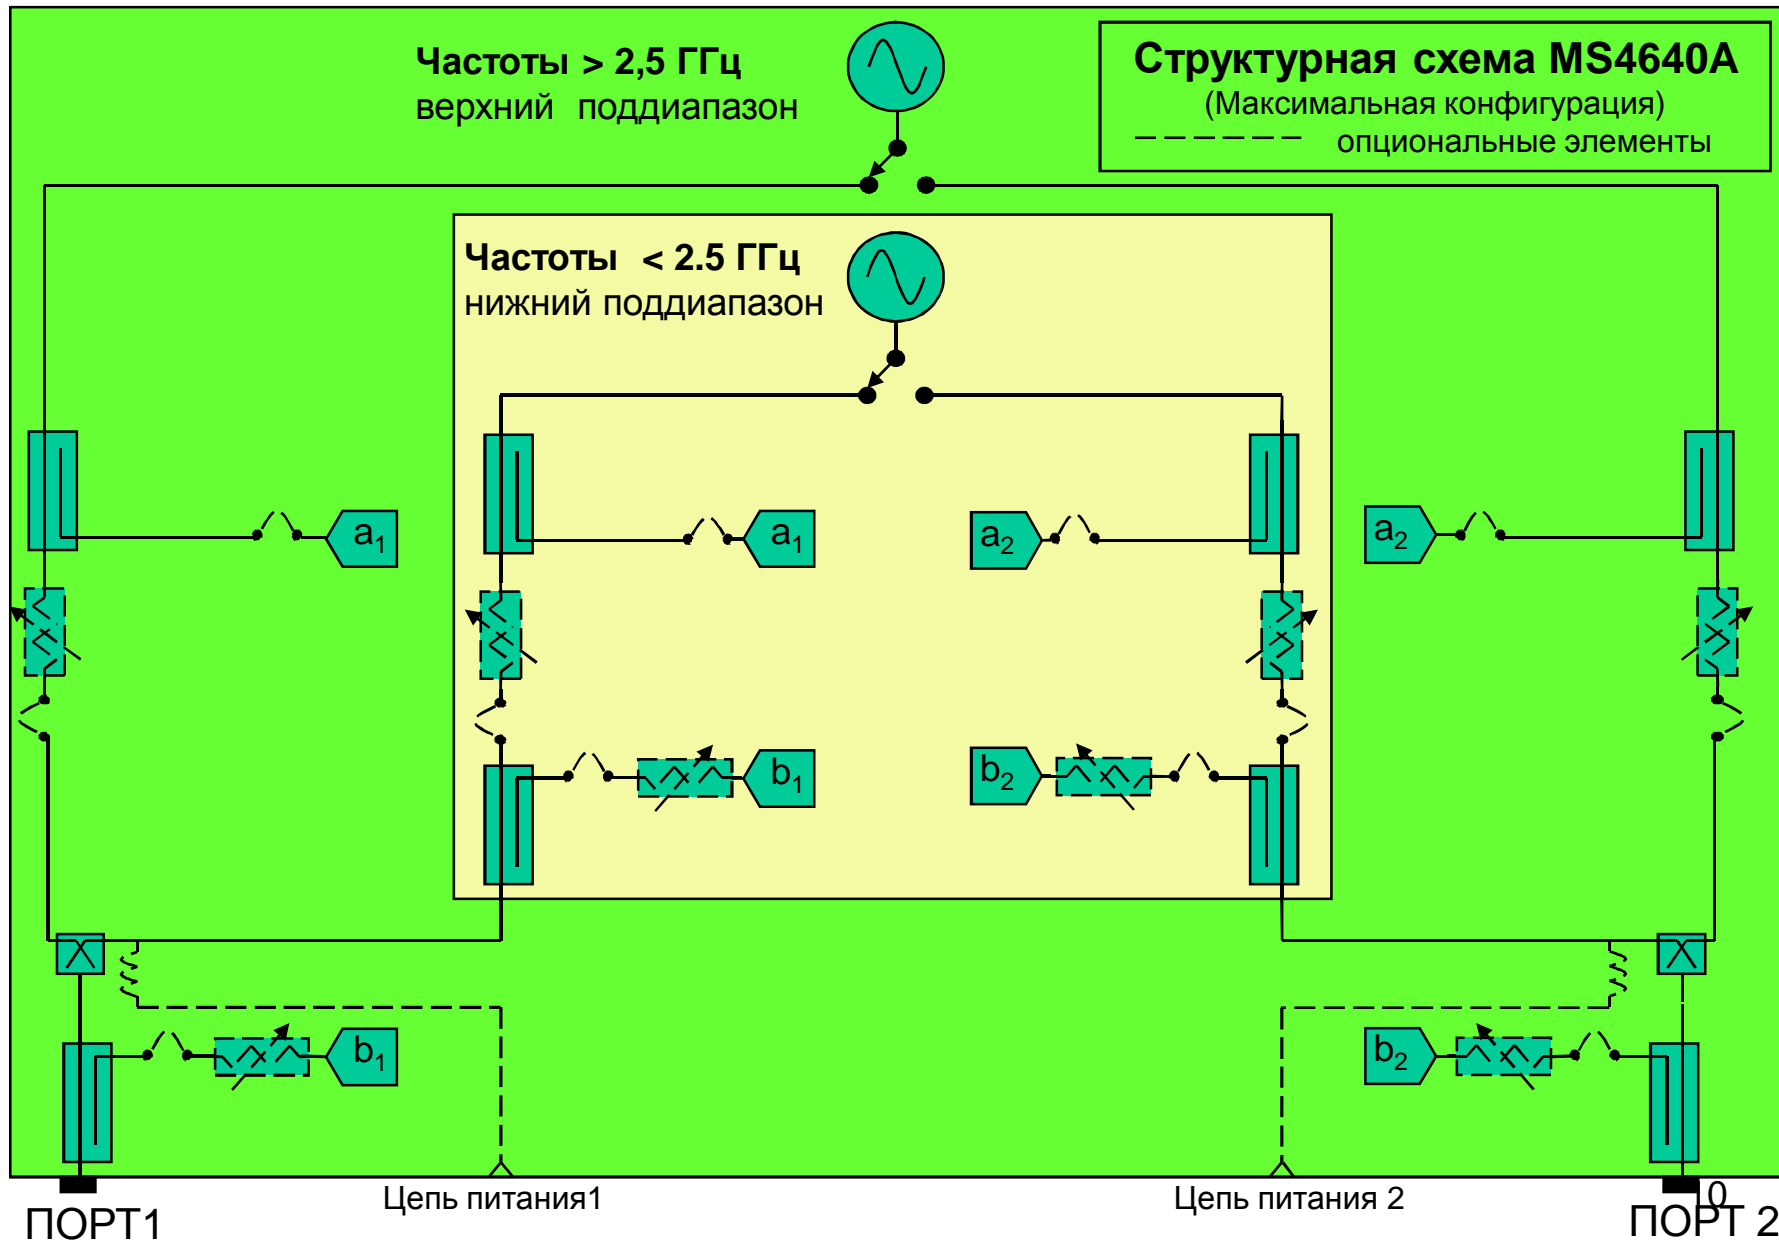 Частоты > 2,5 ГГц
верхний поддиапазон
Структурная схема MS4640A
(Максимальная конфигурация)
опциональные элементы
Частоты < 2.5 ГГц
нижний поддиапазон
a1
a1
a2
a2
b1
b2
b1
b2
Цепь питания1
Цепь питания 2
10
ПОРТ1
ПОРТ 2